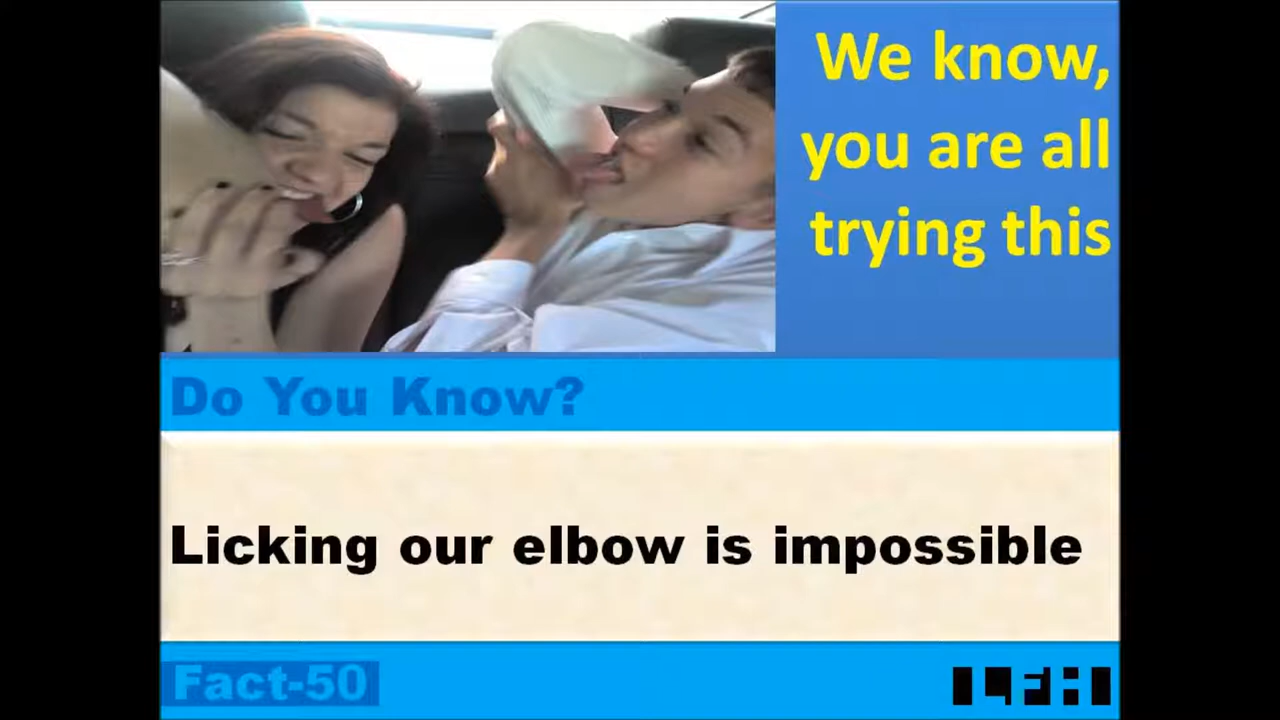 We know,
you are all
trying this
Do You Know?
Licking our elbow is impossible
Fact-50